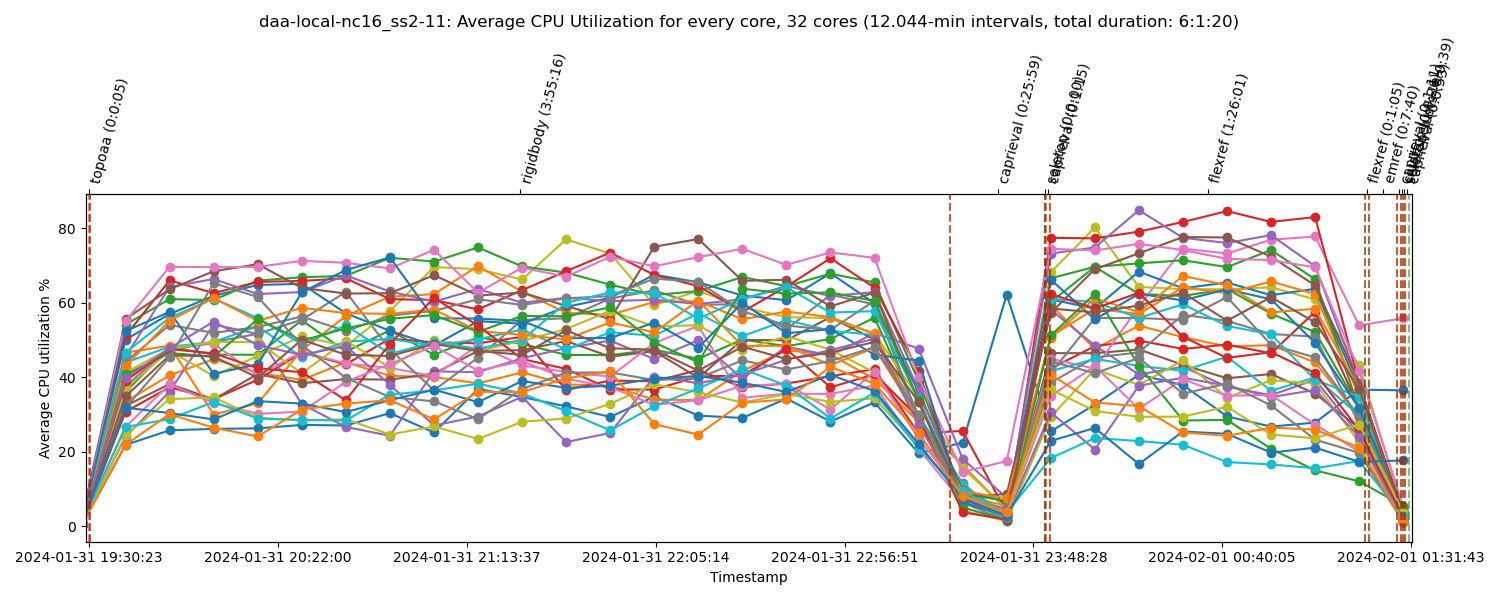 daa-local-nc16_ss2-11: Average CPU Utilization for every core, 32 cores (12.044-min intervals, total duration: 6:1:20)
topoaa (0:0:05)
rigidbody (3:55:16)
caprieval (0:25:59)
flexref (1:26:01)
flexref (0:1:05)
emref (0:7:40)
Average CPU utilization %
80
60
40
20
0
2024-01-31 19:30:23
2024-01-31 20:22:00
2024-01-31 21:13:37
2024-01-31 22:05:14
2024-01-31 22:56:51
2024-01-31 23:48:28
2024-02-01 00:40:05
2024-02-01 01:31:43
Timestamp